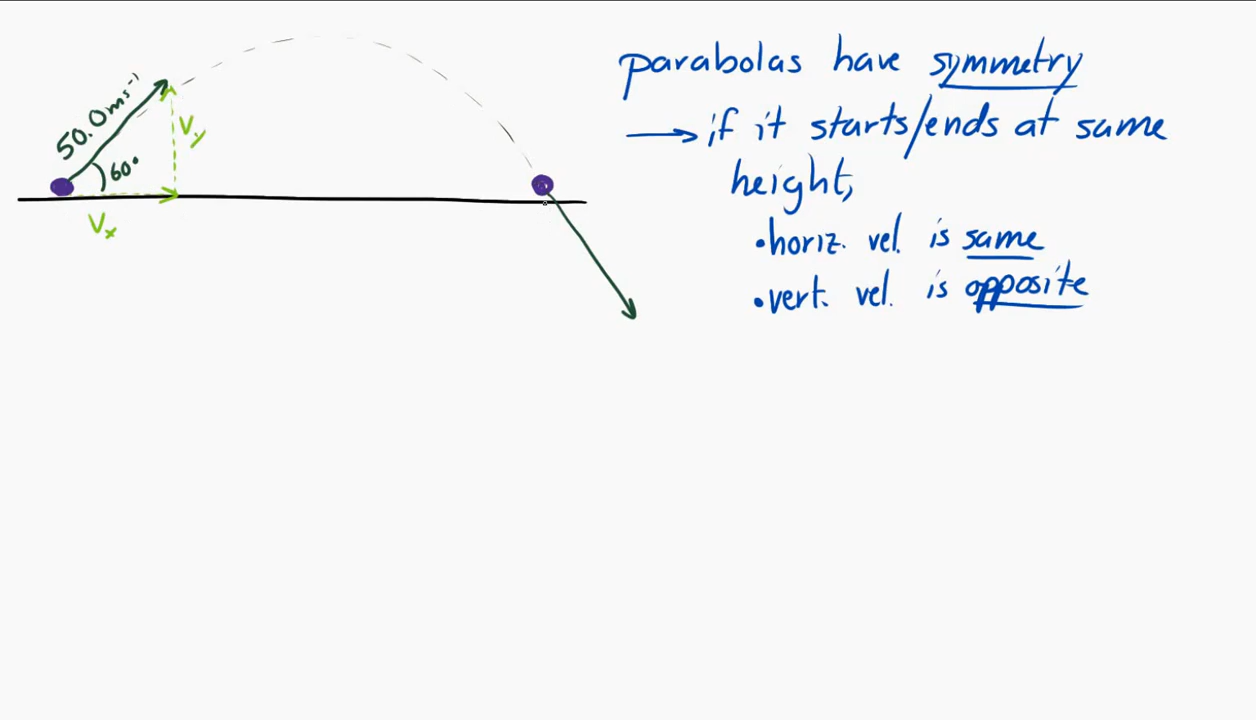 parabolas have symmetry
→ if it starts/ends at same
height,
•horiz. vel. is same
•vert. vel. is opposite
50.0ms⁻¹
60°
Vy
Vx